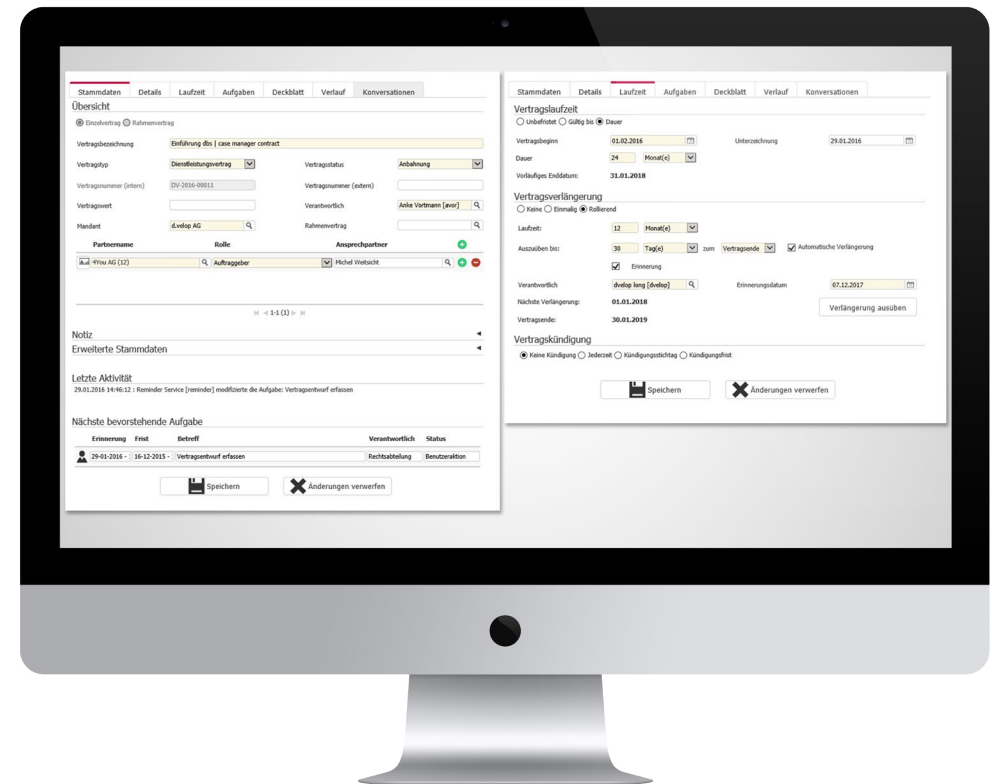 Stammdaten Details Laufzeit Aufgaben Deckblatt Verlauf Konversationen
Übersicht
Einzelvertrag Rahmenvertrag
Vertragsbezeichnung Einführung dbs | case manager contract
Vertragstyp Dienstleistungsvertrag Vertragsstatus Anbahnung
Vertragsnummer (intern) DV-2016-00011 Vertragsnummer (extern)
Vertragswert Verantwortlich Anke Vortmann [avor]
Mandant d.velop AG Rahmenvertrag
Partnername Rolle Ansprechpartner
4You AG (12) Auftraggeber Michel Weitsicht
1-1 (1)
Notiz
Erweiterte Stammdaten
Letzte Aktivität
29.01.2016 14:46:12 : Reminder Service [reminder] modifizierte die Aufgabe: Vertragsentwurf erfassen
Nächste bevorstehende Aufgabe
Erinnerung Frist Betreff Verantwortlich Status
29-01-2016 - 16-12-2015 - Vertragsentwurf erfassen Rechtsabteilung Benutzeraktion
Speichern Änderungen verwerfen
Stammdaten Details Laufzeit Aufgaben Deckblatt Verlauf Konversationen
Vertragslaufzeit
Unbefristet Gültig bis Dauer
Vertragsbeginn 01.02.2016 Unterzeichnung 29.01.2016
Dauer 24 Monat(e)
Vorläufiges Enddatum: 31.01.2018
Vertragsverlängerung
Keine Einmalig Rollierend
Laufzeit: 12 Monat(e)
Auszuüben bis: 30 Tag(e) zum Vertragsende Automatische Verlängerung
Erinnerung
Verantwortlich dvelop long [dvelop] Erinnerungsdatum 07.12.2017
Nächste Verlängerung: 01.01.2018 Verlängerung ausüben
Vertragsende: 30.01.2019
Vertragskündigung
Keine Kündigung Jederzeit Kündigungsstichtag Kündigungsfrist
Speichern Änderungen verwerfen